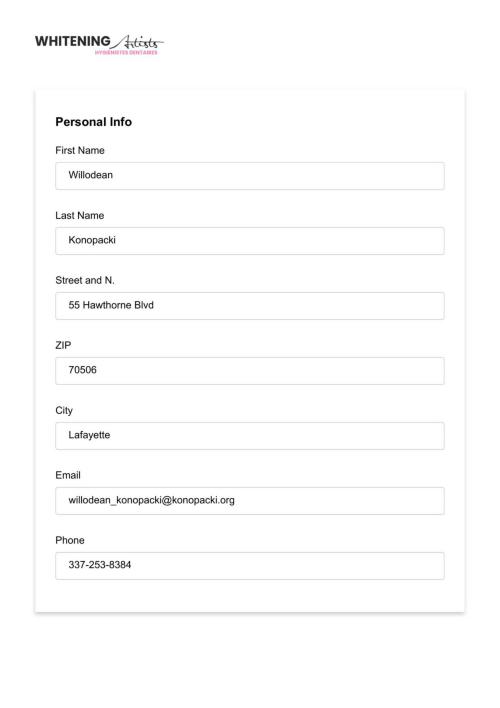 WHITENING Artists
HYGIÉNISTES DENTAIRES
Personal Info
First Name
Willodean
Last Name
Konopacki
Street and N.
55 Hawthorne Blvd
ZIP
70506
City
Lafayette
Email
willodean_konopacki@konopacki.org
Phone
337-253-8384